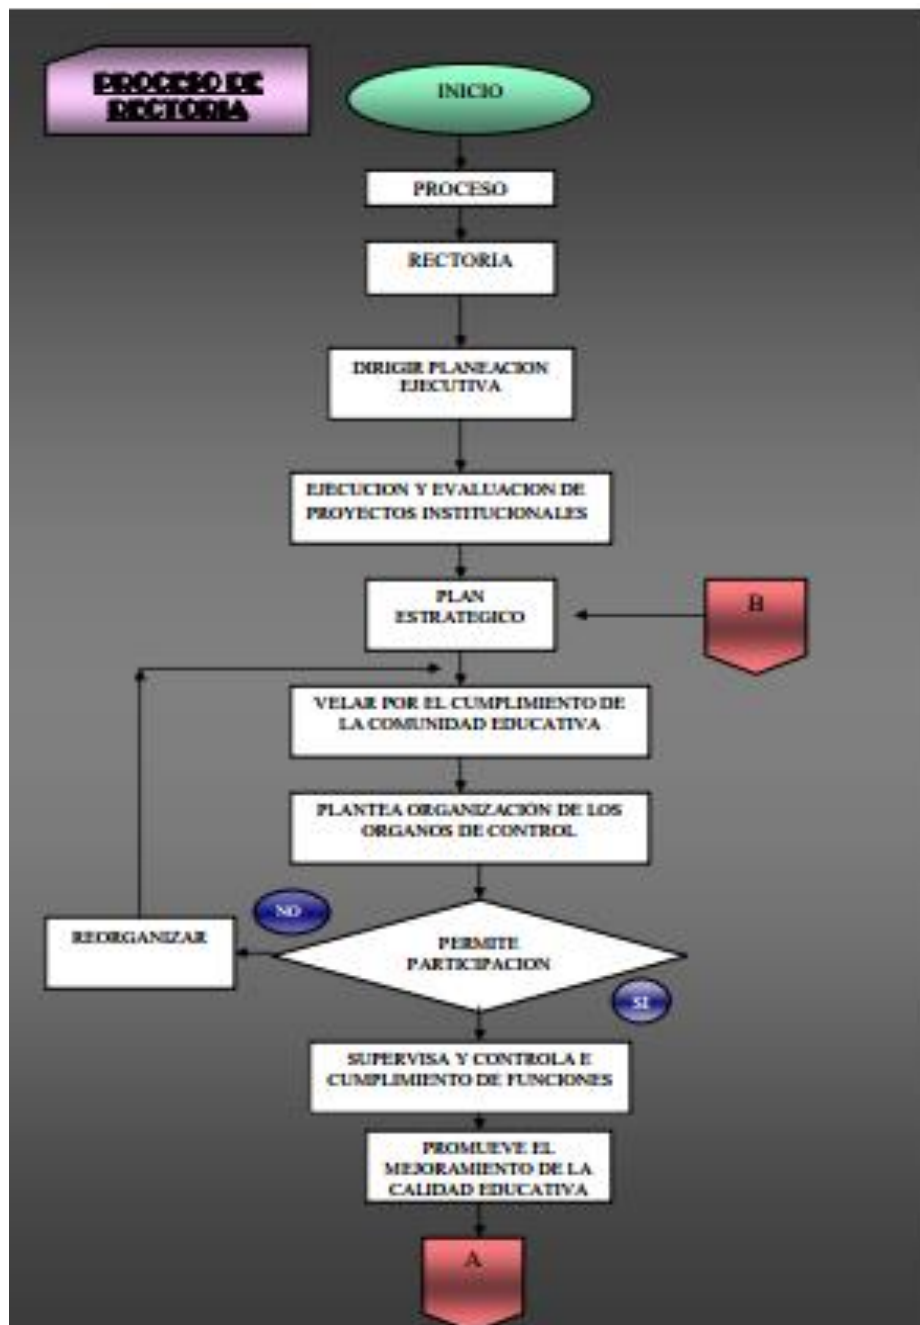 PROCESO DE
RECTORIA
INICIO
PROCESO
RECTORIA
DIRIGIR PLANEACION
EJECUTIVA
EJECUCION Y EVALUACION DE
PROYECTOS INSTITUCIONALES
PLAN
ESTRATEGICO
B
VELAR POR EL CUMPLIMIENTO DE
LA COMUNIDAD EDUCATIVA
PLANTEA ORGANIZACIÓN DE LOS
ORGANOS DE CONTROL
NO
REORGANIZAR
PERMITE
PARTICIPACION
SI
SUPERVISA Y CONTROLA E
CUMPLIMIENTO DE FUNCIONES
PROMUEVE EL
MEJORAMIENTO DE LA
CALIDAD EDUCATIVA
A